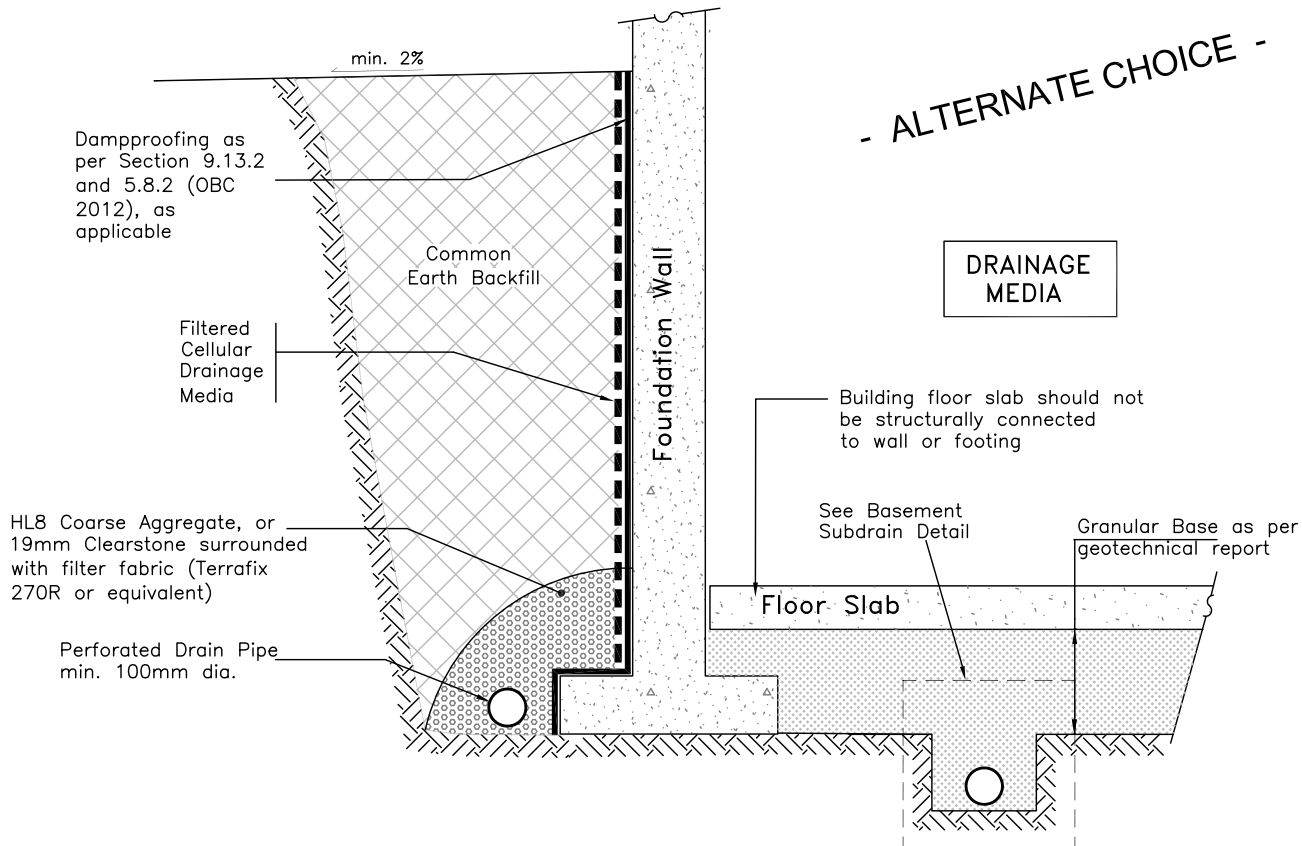 min. 2%
- ALTERNATE CHOICE -
Dampproofing as
per Section 9.13.2
and 5.8.2 (OBC
2012), as
applicable
Common
Earth Backfill
Foundation Wall
DRAINAGE
MEDIA
Filtered
Cellular
Drainage
Media
Building floor slab should not
be structurally connected
to wall or footing
See Basement
Subdrain Detail
Granular Base as per
geotechnical report
HL8 Coarse Aggregate, or
19mm Clearstone surrounded
with filter fabric (Terrafix
270R or equivalent)
Floor Slab
Perforated Drain Pipe
min. 100mm dia.